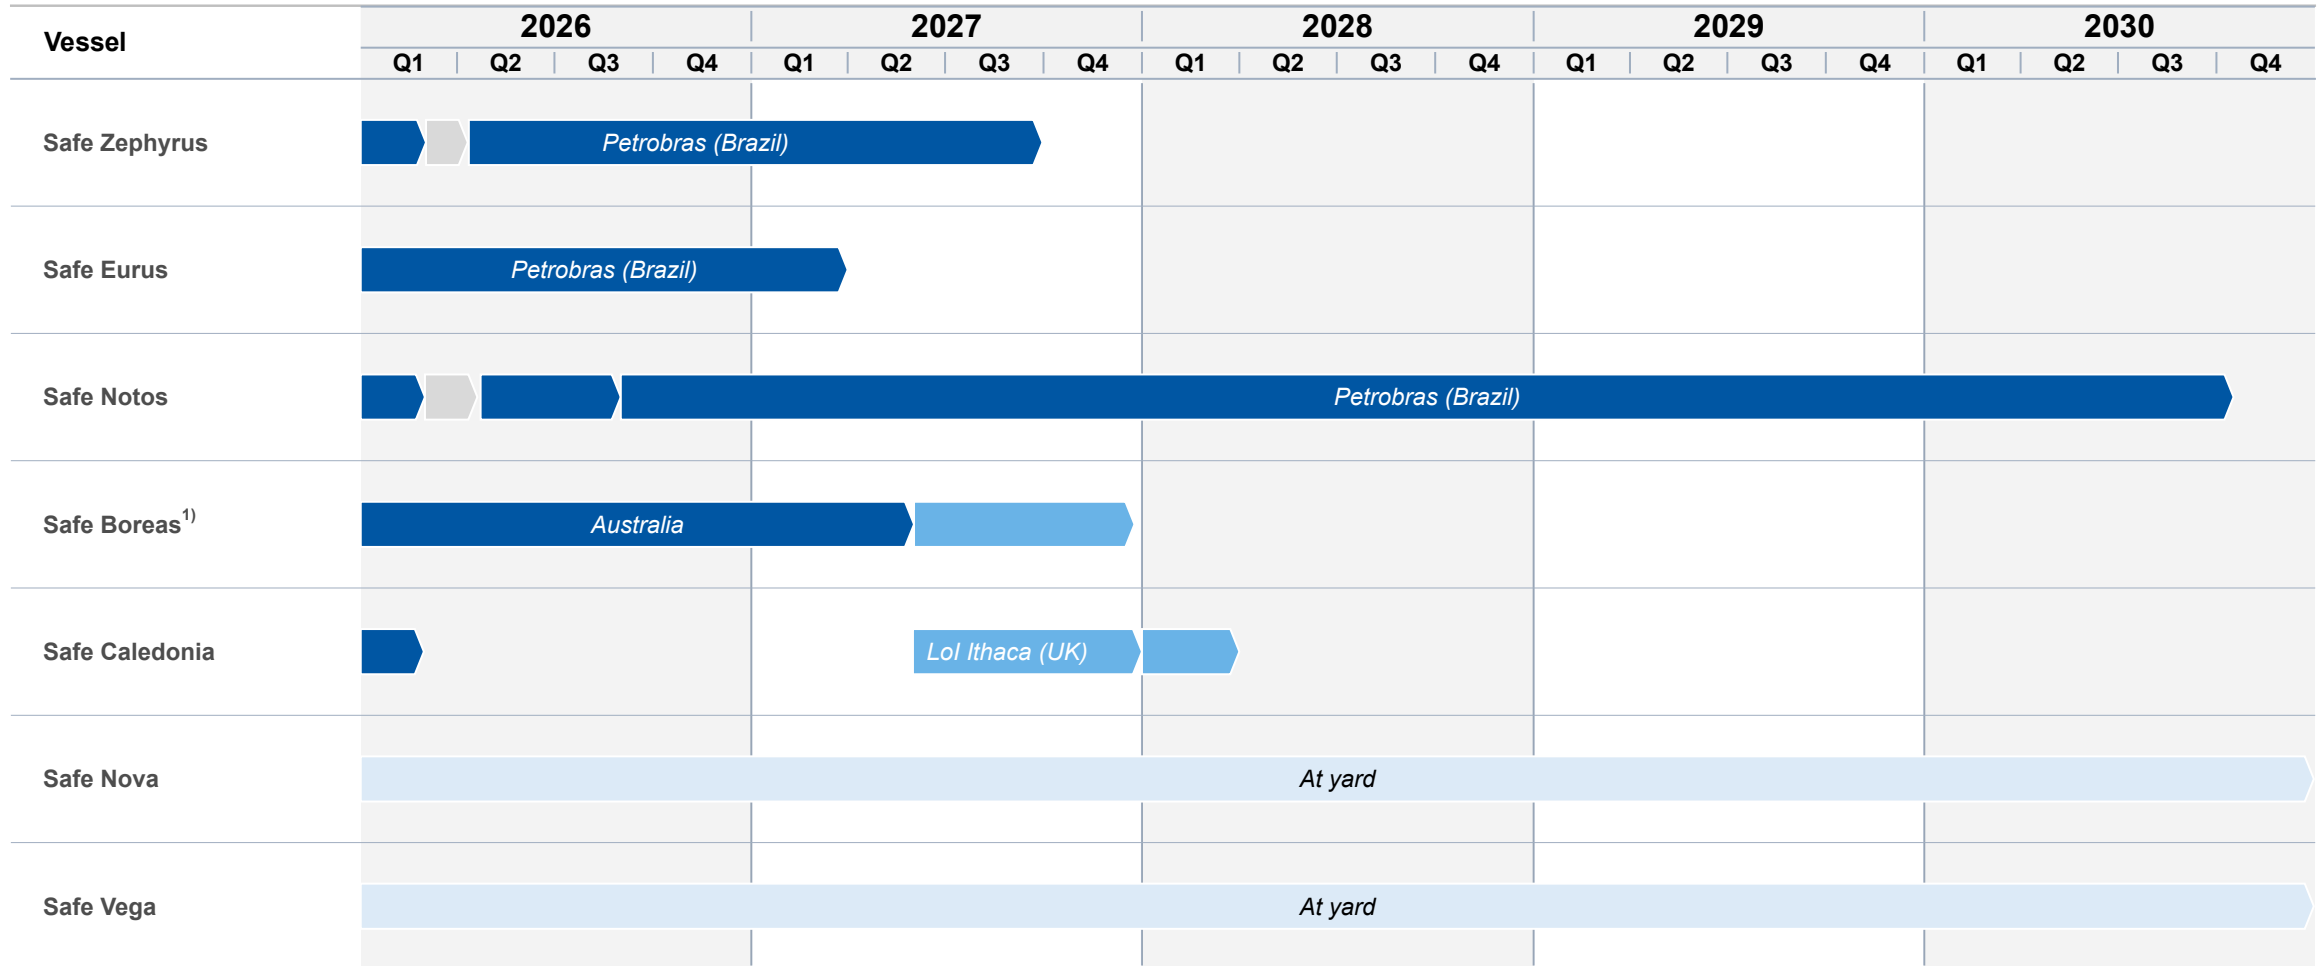 Vessel
2026 2027 2028 2029 2030
Q1 Q2 Q3 Q4 Q1 Q2 Q3 Q4 Q1 Q2 Q3 Q4 Q1 Q2 Q3 Q4 Q1 Q2 Q3 Q4
Safe Zephyrus Petrobras (Brazil)
Safe Eurus Petrobras (Brazil)
Safe Notos Petrobras (Brazil)
Safe Boreas1) Australia
Safe Caledonia LoI Ithaca (UK)
Safe Nova At yard
Safe Vega At yard